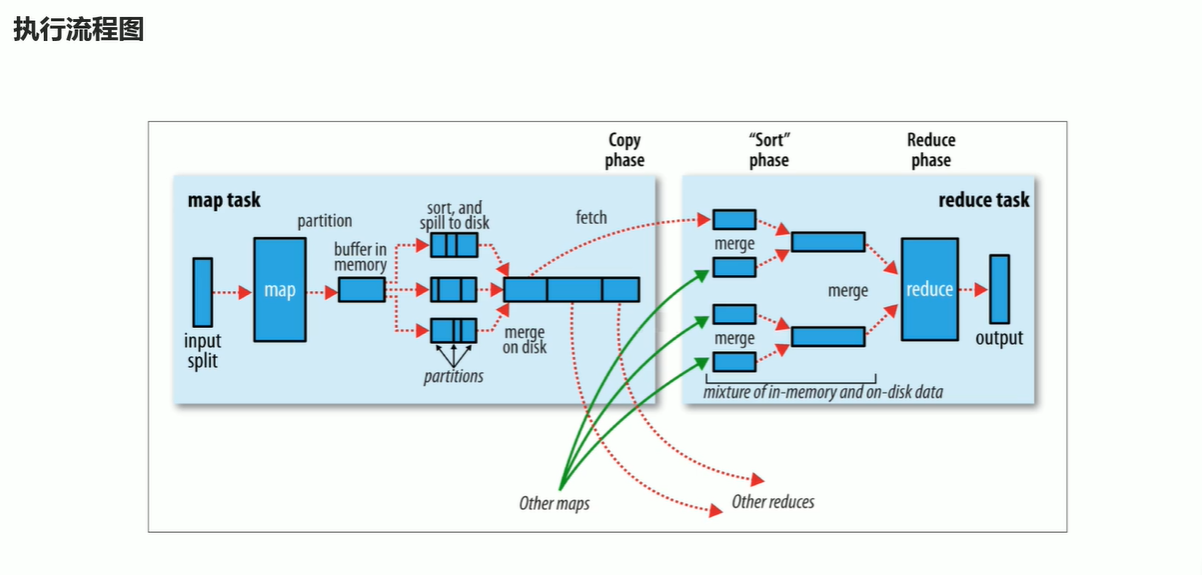 执行流程图
Copy
phase
“Sort”
phase
Reduce
phase
map task
reduce task
partition
sort, and
spill to disk
fetch
buffer in
memory
merge
map
merge
reduce
input
split
merge
on disk
merge
output
partitions
mixture of in-memory and on-disk data
Other maps
Other reduces